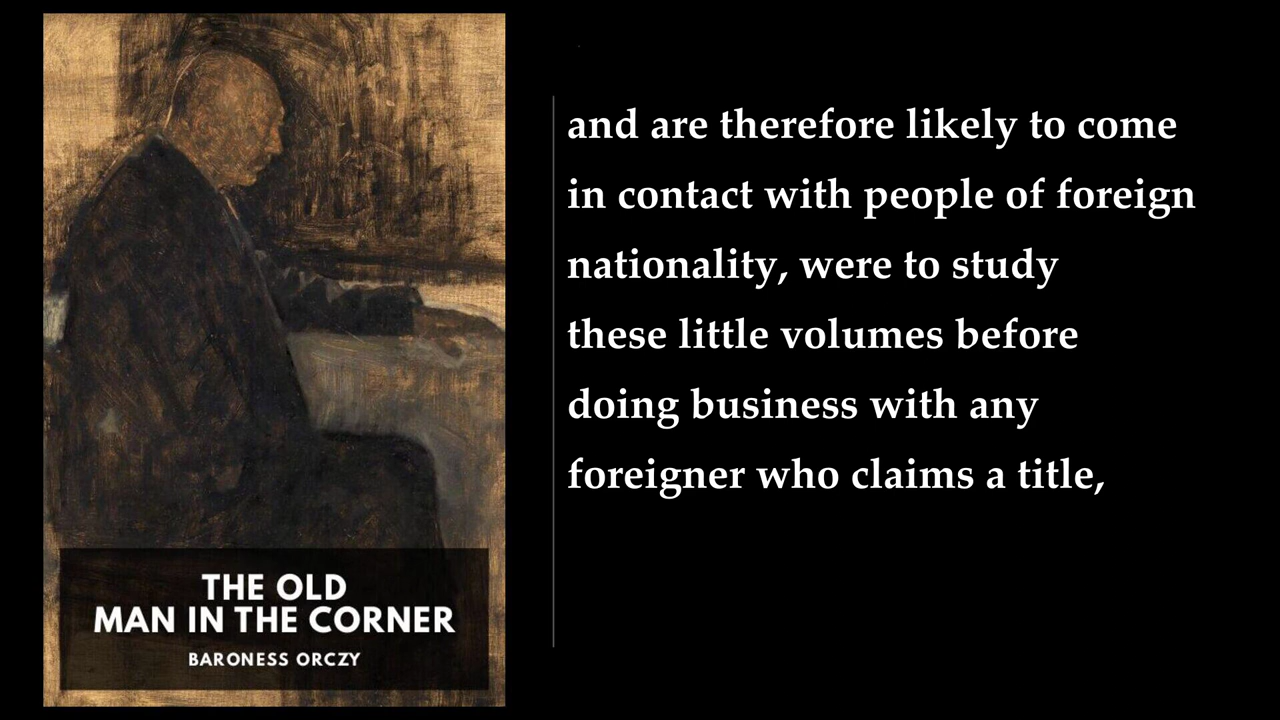 THE OLD
MAN IN THE CORNER
BARONESS ORCZY
and are therefore likely to come
in contact with people of foreign
nationality, were to study
these little volumes before
doing business with any
foreigner who claims a title,